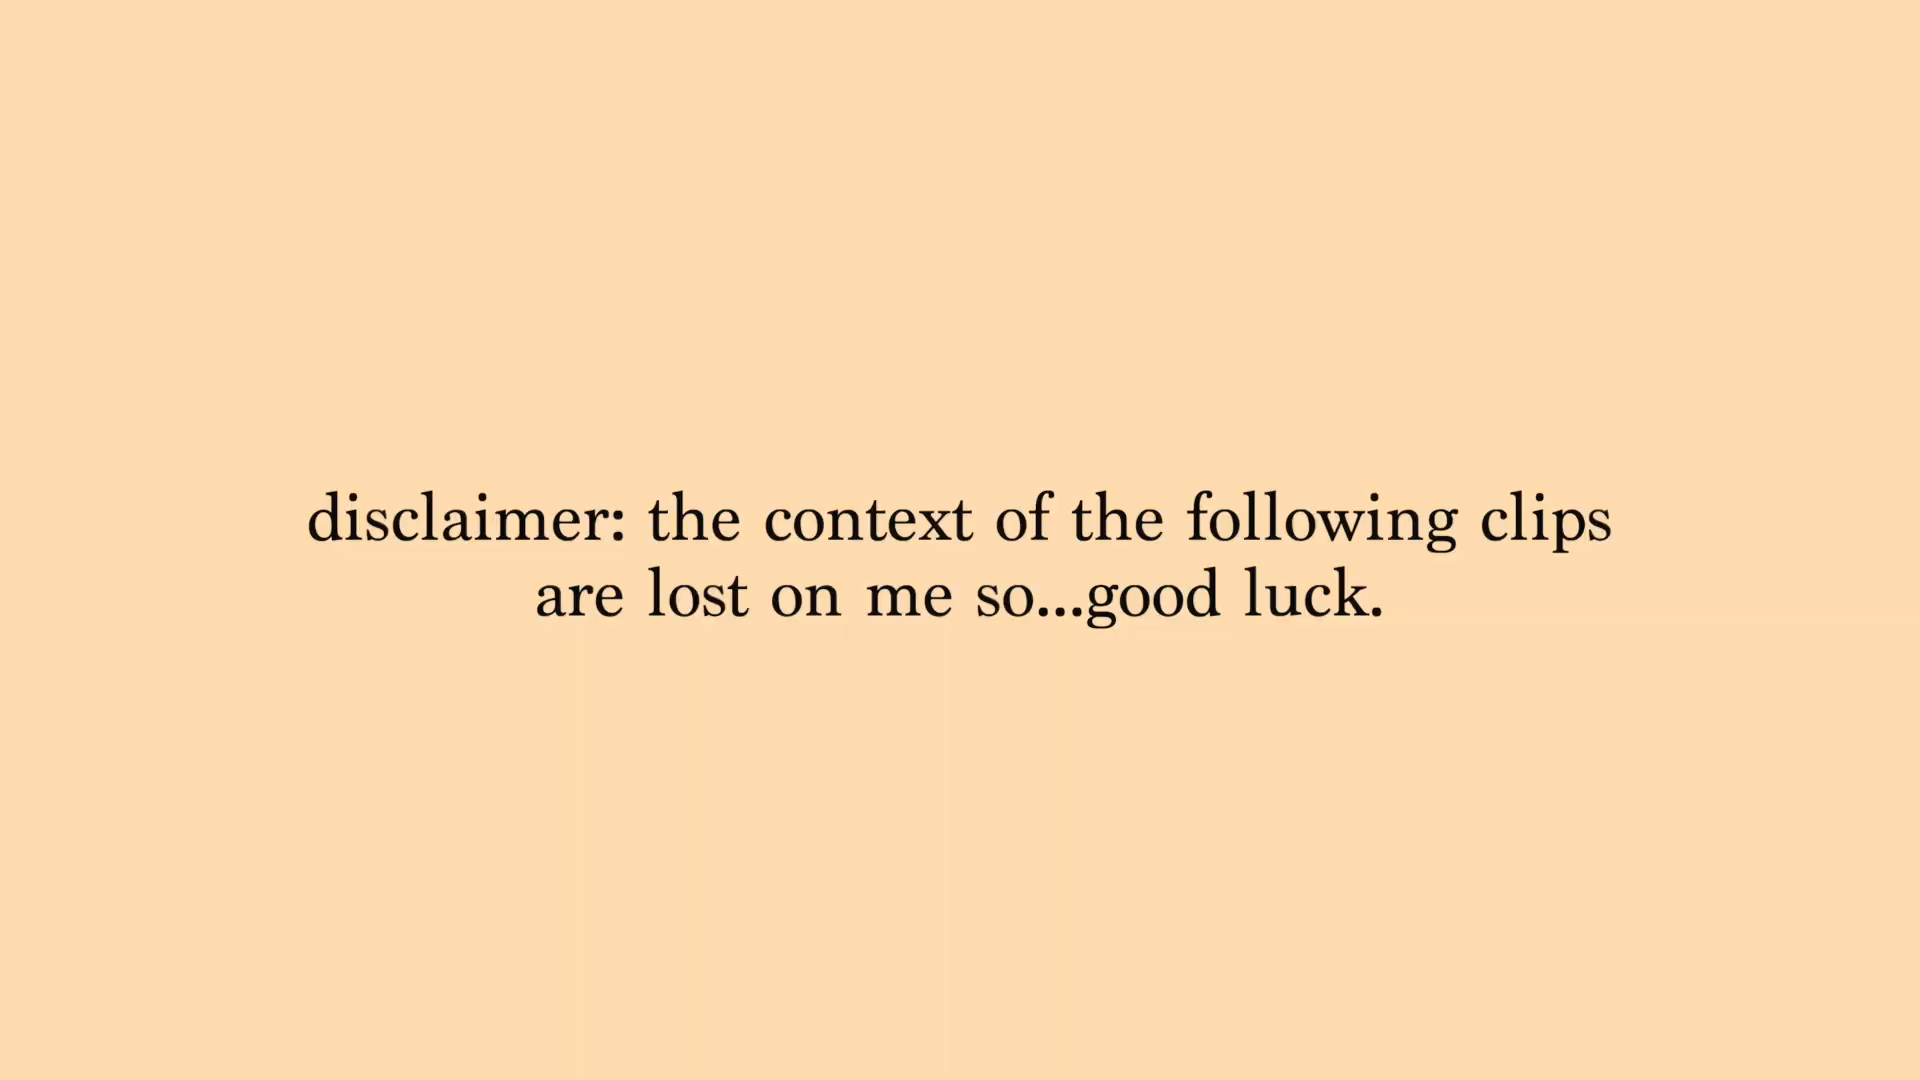 disclaimer: the context of the following clips
are lost on me so...good luck.